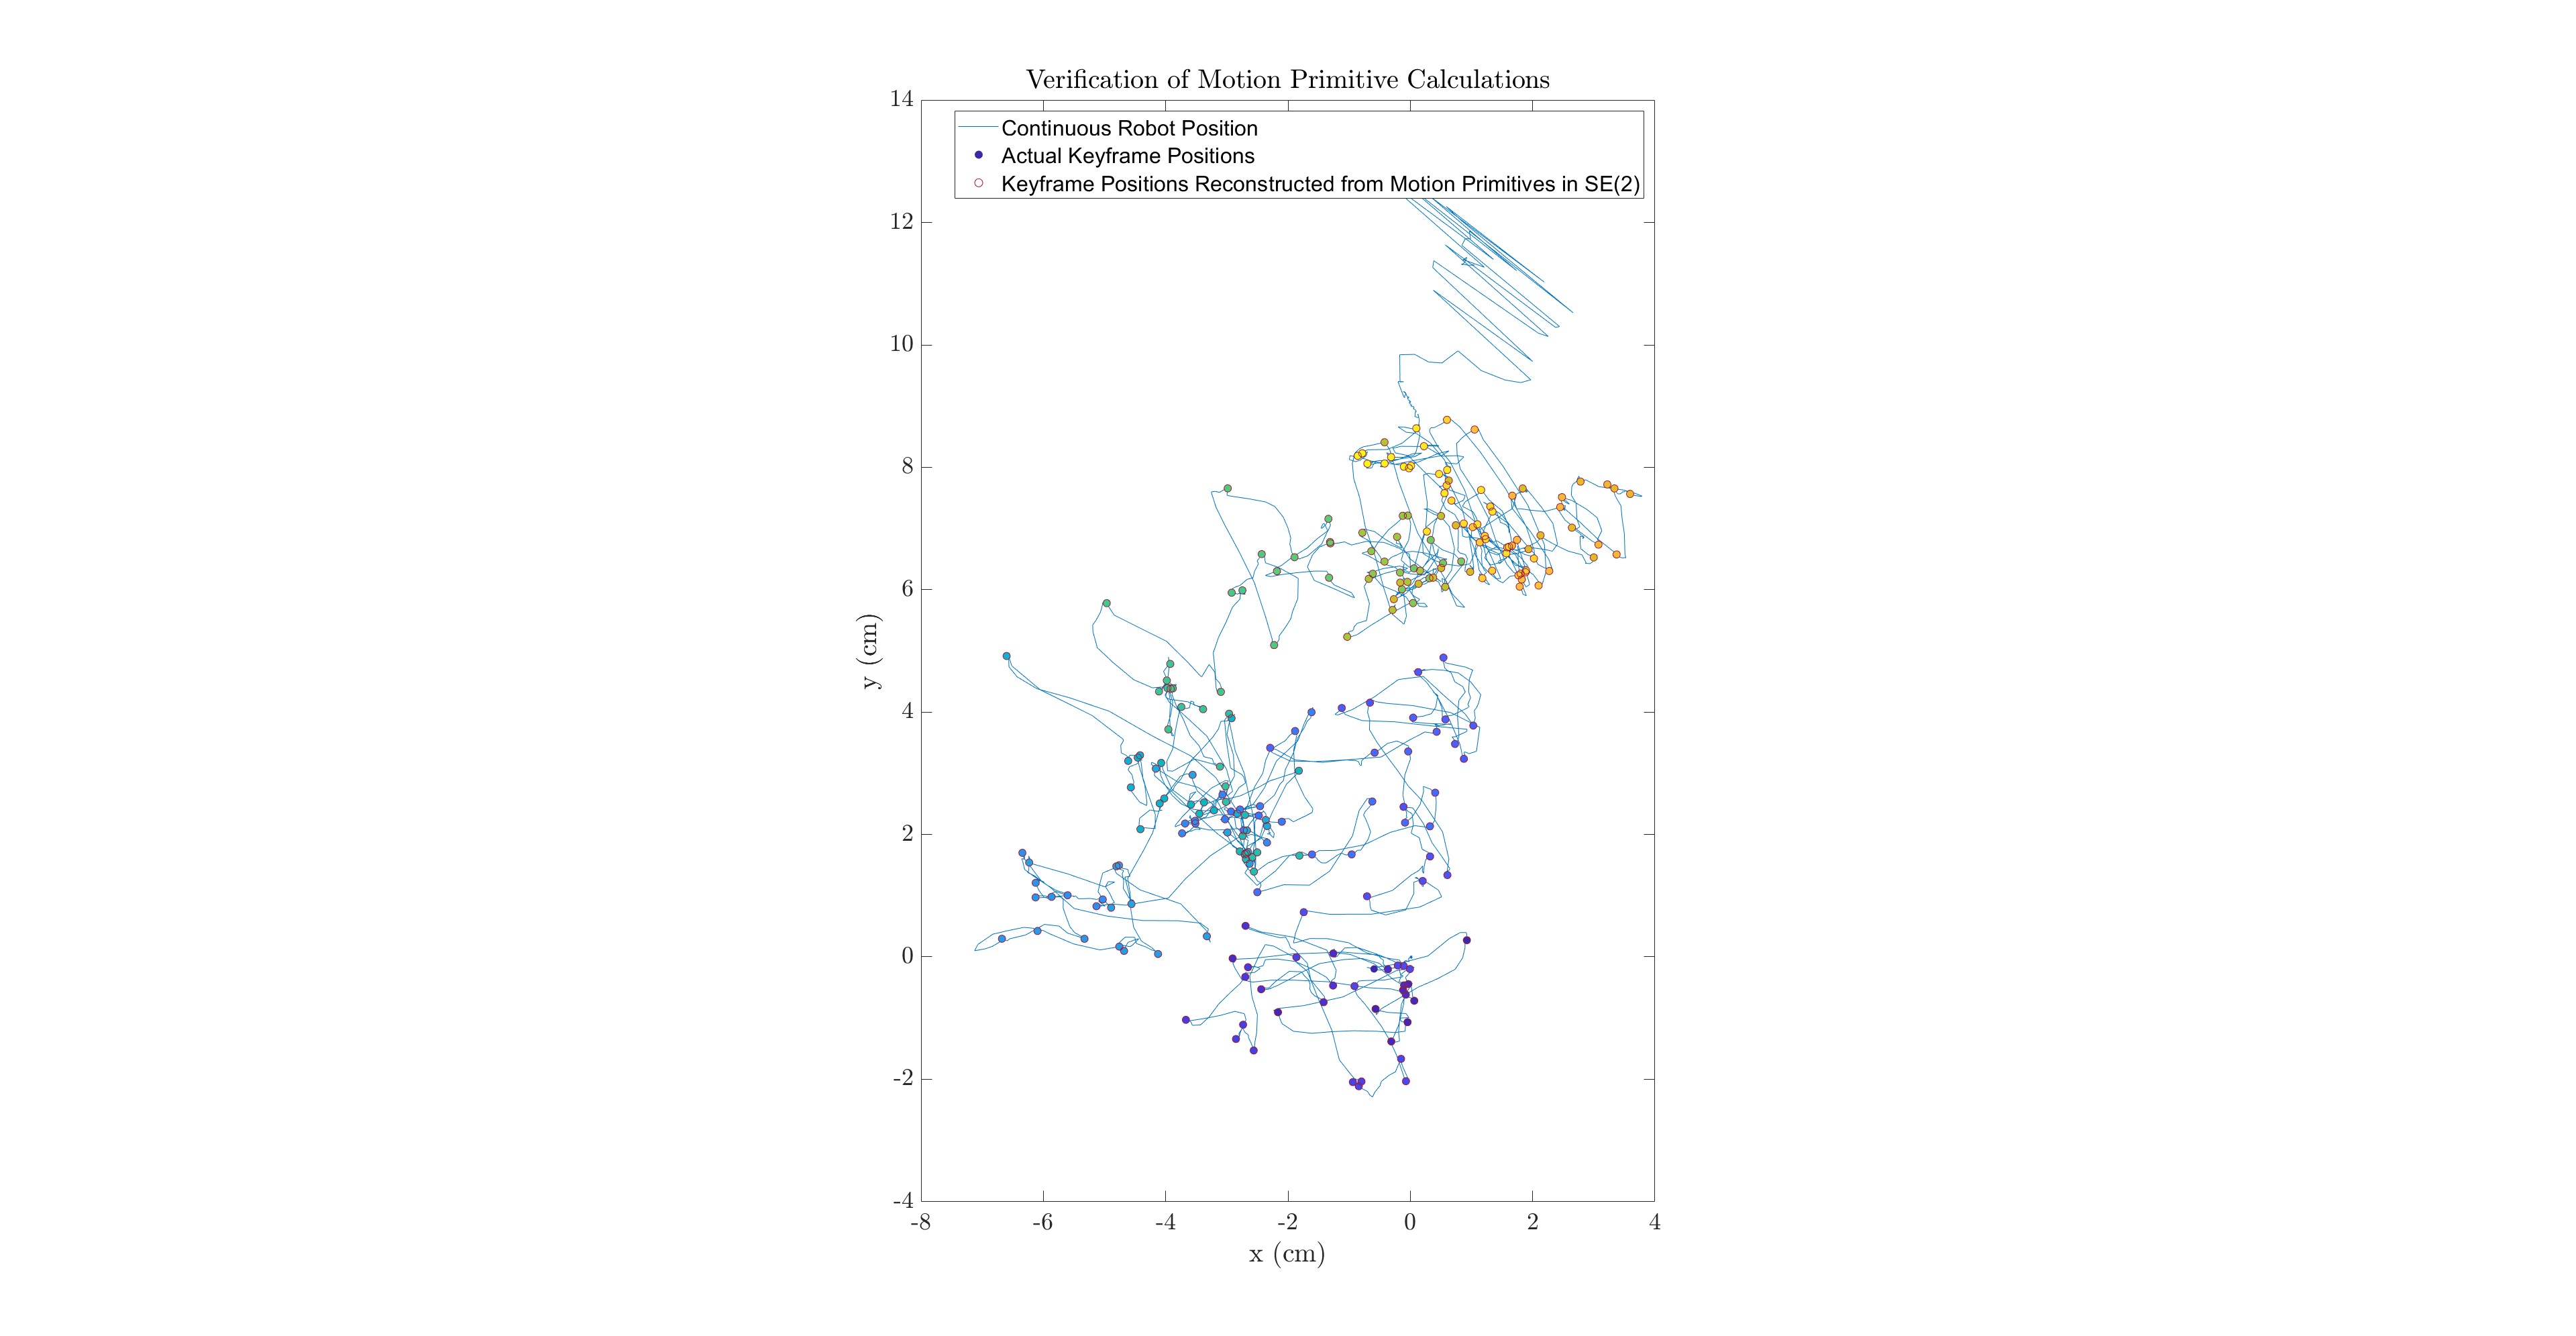 Verification of Motion Primitive Calculations
14
Continuous Robot Position
Actual Keyframe Positions
Keyframe Positions Reconstructed from Motion Primitives in SE(2)
12
10
8
6
y (cm)
4
2
0
-2
-4
-8 -6 -4 -2 0 2 4
x (cm)